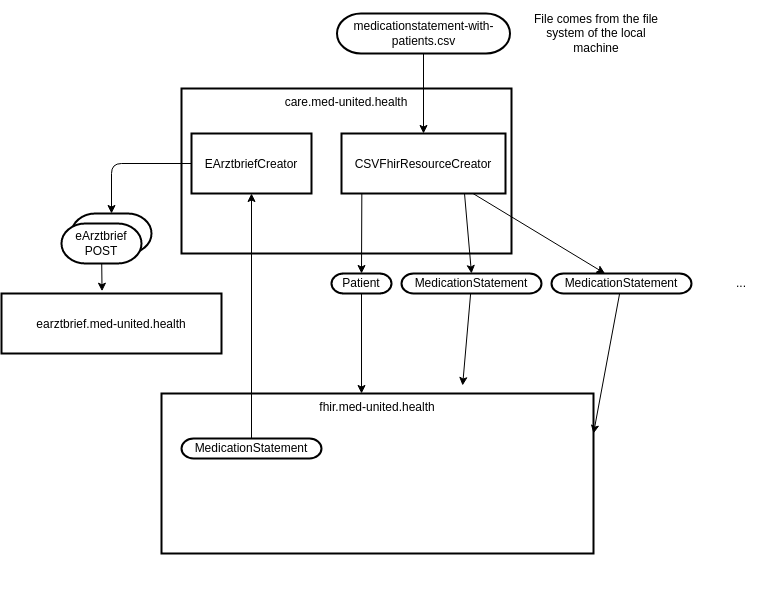 medicationstatement-with-
patients.csv
File comes from the file
system of the local
machine
care.med-united.health
EArztbriefCreator
CSVFhirResourceCreator
eArztbrief
POST
Patient
MedicationStatement
MedicationStatement
...
earztbrief.med-united.health
fhir.med-united.health
MedicationStatement